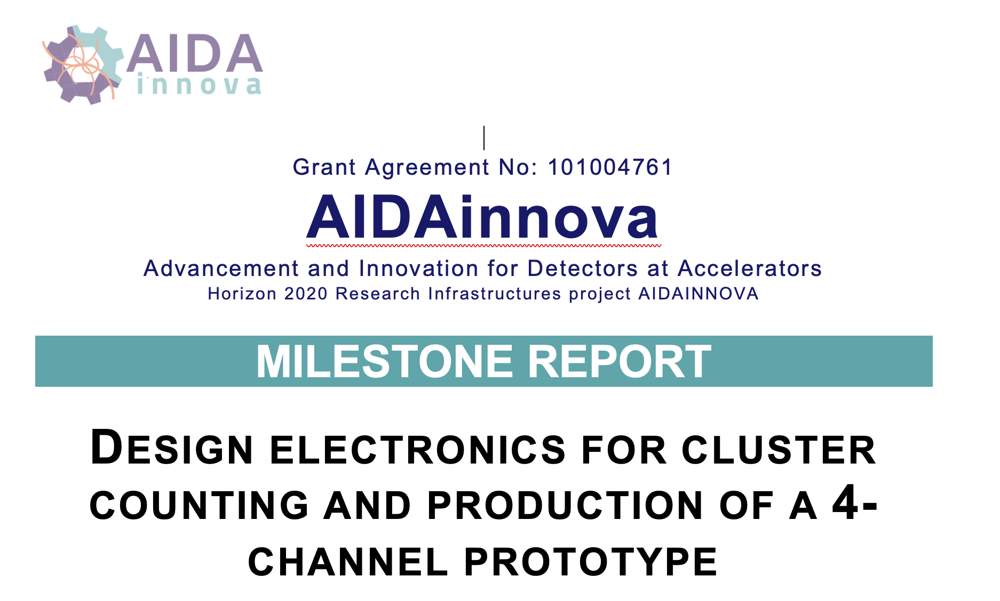 AIDA
innova
Grant Agreement No: 101004761
AIDAinnova
Advancement and Innovation for Detectors at Accelerators
Horizon 2020 Research Infrastructures project AIDAINNOVA
MILESTONE REPORT
DESIGN ELECTRONICS FOR CLUSTER
COUNTING AND PRODUCTION OF A 4-
CHANNEL PROTOTYPE